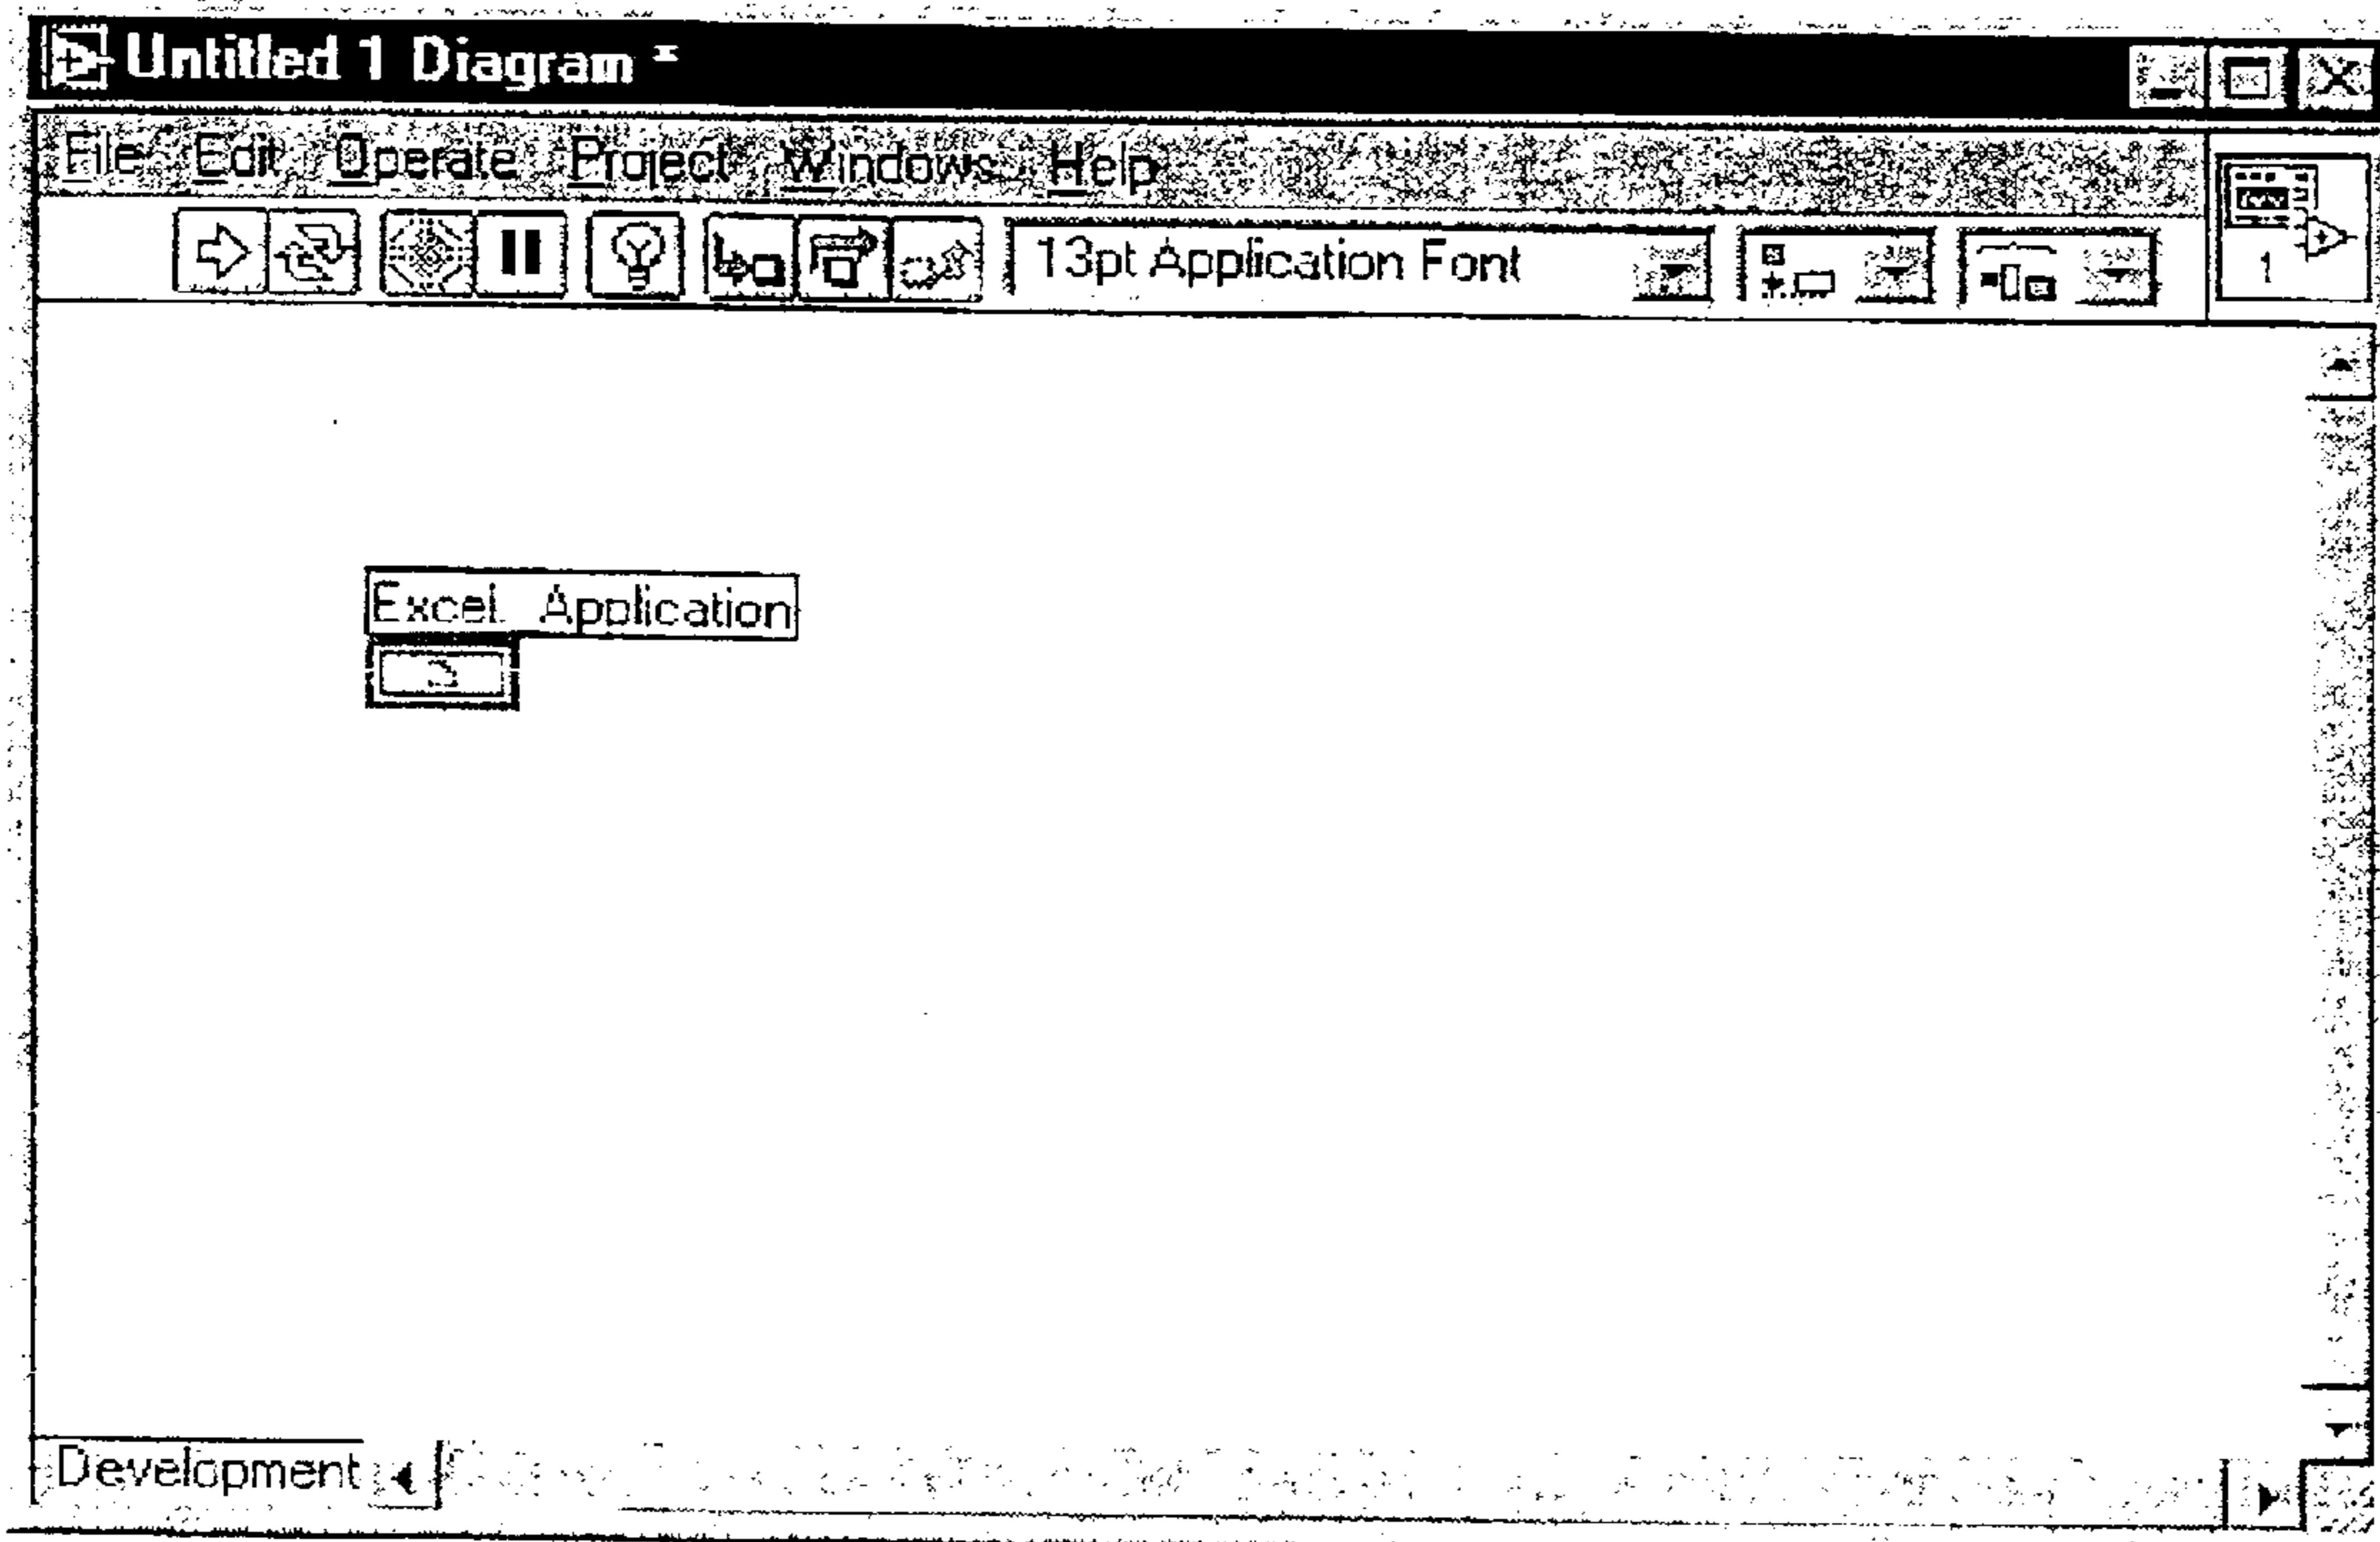 Untitled 1 Diagram *
File Edit Operate Project Windows Help
13pt Application Font
1
Excel. Application
Development